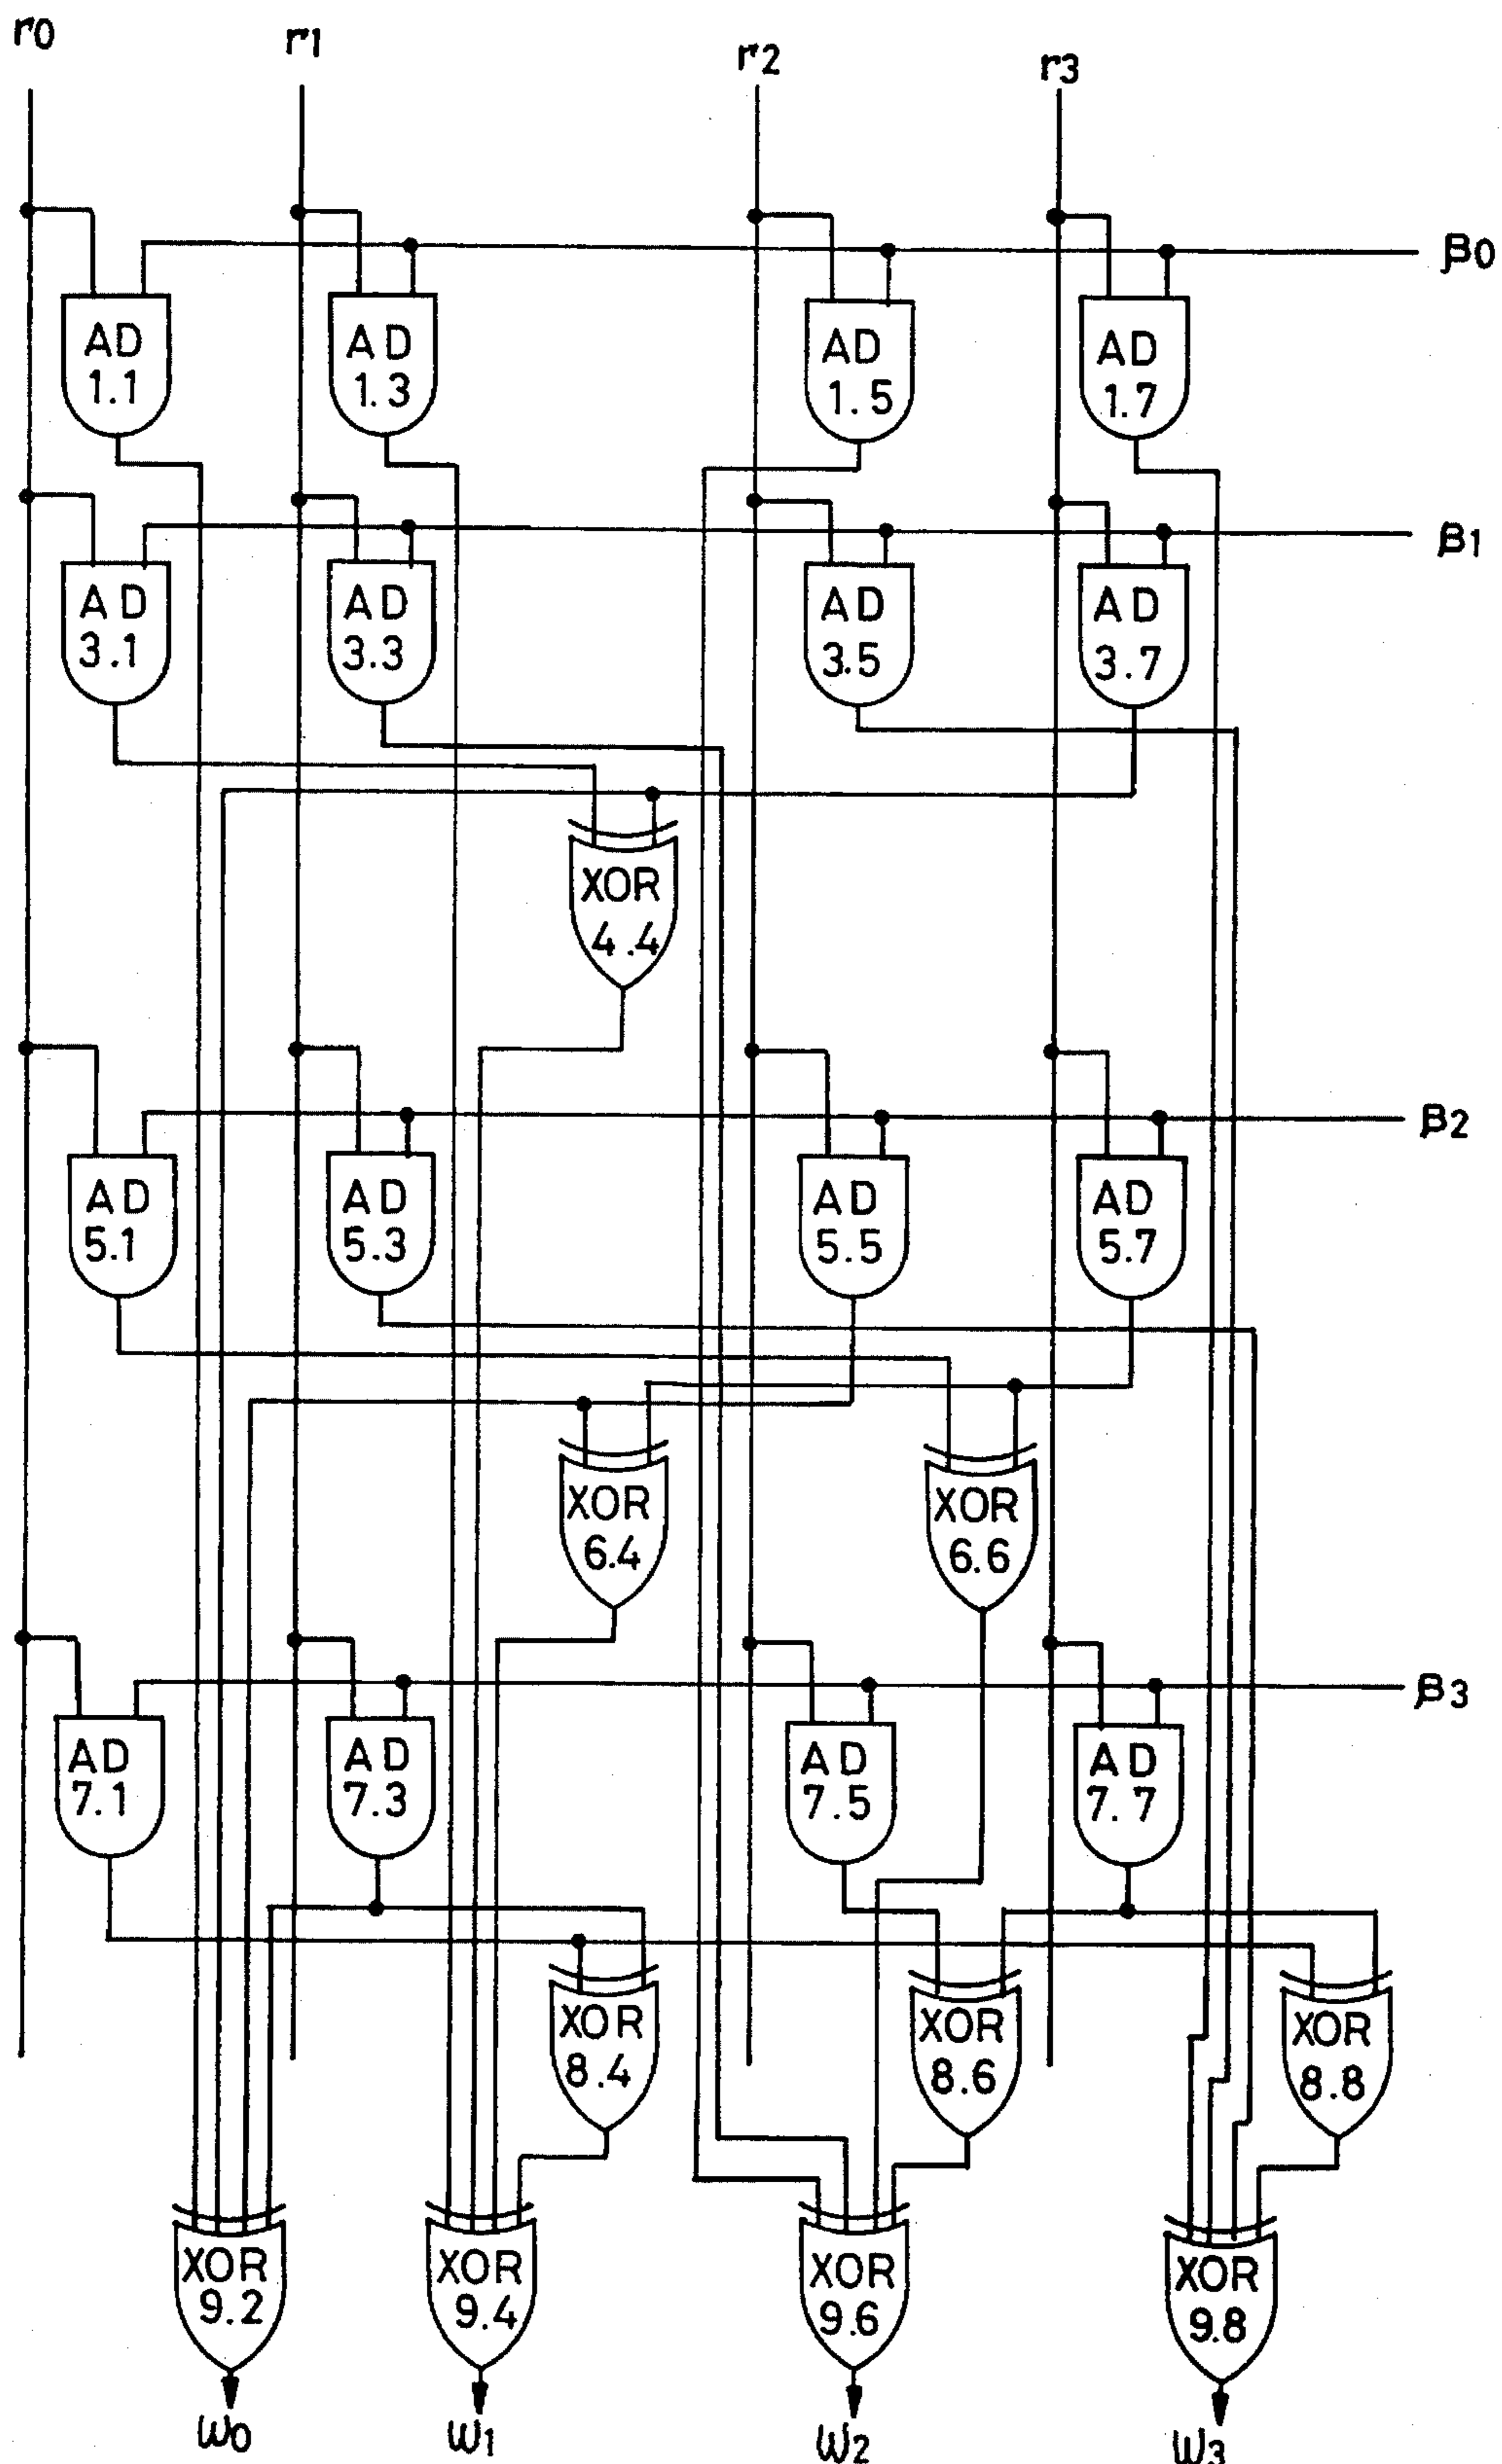 r0 r1 r2 r3
β0
AD 1.1
AD 1.3
AD 1.5
AD 1.7
β1
AD 3.1
AD 3.3
AD 3.5
AD 3.7
XOR 4.4
β2
AD 5.1
AD 5.3
AD 5.5
AD 5.7
XOR 6.4
XOR 6.6
β3
AD 7.1
AD 7.3
AD 7.5
AD 7.7
XOR 8.4
XOR 8.6
XOR 8.8
XOR 9.2
XOR 9.4
XOR 9.6
XOR 9.8
ω0 ω1 ω2 ω3